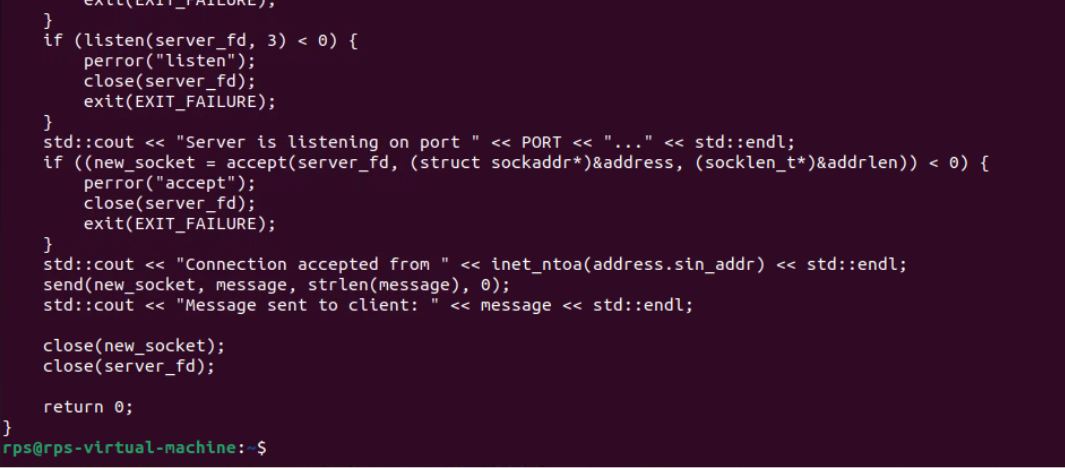 exit(EXIT_FAILURE);
    }
    if (listen(server_fd, 3) < 0) {
        perror("listen");
        close(server_fd);
        exit(EXIT_FAILURE);
    }
    std::cout << "Server is listening on port " << PORT << "..." << std::endl;
    if ((new_socket = accept(server_fd, (struct sockaddr*)&address, (socklen_t*)&addrlen)) < 0) {
        perror("accept");
        close(server_fd);
        exit(EXIT_FAILURE);
    }
    std::cout << "Connection accepted from " << inet_ntoa(address.sin_addr) << std::endl;
    send(new_socket, message, strlen(message), 0);
    std::cout << "Message sent to client: " << message << std::endl;

    close(new_socket);
    close(server_fd);

    return 0;
}
rps@rps-virtual-machine:~$